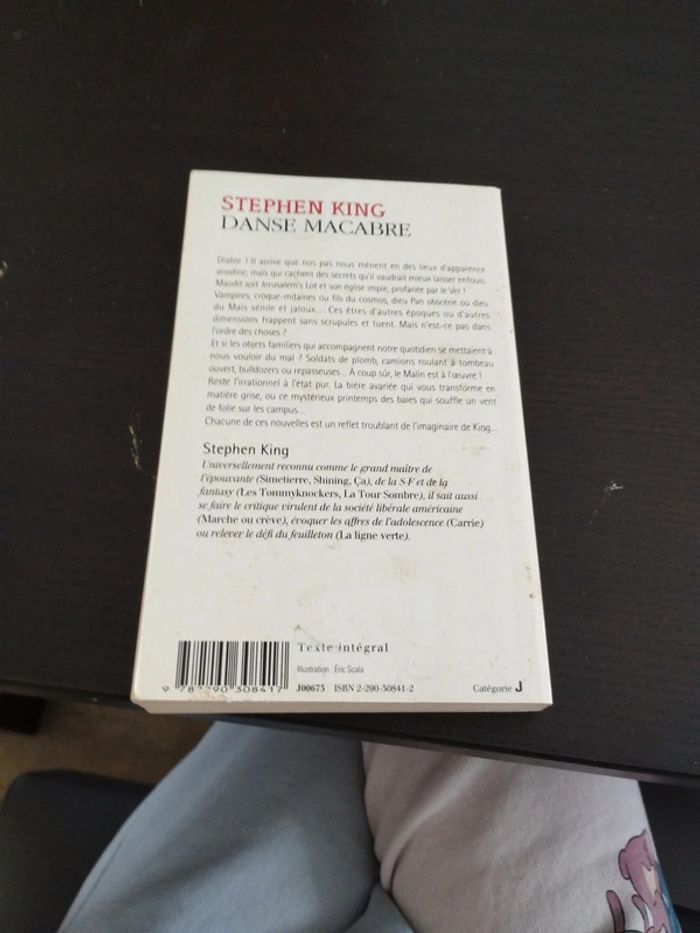 STEPHEN KING
DANSE MACABRE
Diable ! Il arrive que nos pas nous mènent en des lieux d'apparence
anodine, mais qui cachent des secrets qu'il vaudrait mieux laisser enfouis.
Maudit soit Jerusalem's Lot et son église impie, profanée par le Ver !
Vampires, croque-mitaines ou fils du cosmos, dieu Pan obscène ou dieu
du Maïs sénile et jaloux... Ces êtres d'autres époques ou d'autres
dimensions frappent sans scrupules et tuent. Mais n'est-ce pas dans
l'ordre des choses ?
Et si les objets familiers qui accompagnent notre quotidien se mettaient à
nous vouloir du mal ? Soldats de plomb, camions roulant à tombeau
ouvert, bulldozers ou repasseuses... À coup sûr, le Malin est à l'œuvre !
Reste l'irrationnel à l'état pur. La bière avariée qui vous transforme en
matière grise, ou ce mystérieux printemps des baies qui souffle un vent
de folie sur les campus...
Chacune de ces nouvelles est un reflet troublant de l'imaginaire de King...
Stephen King
Universellement reconnu comme le grand maître de
l'épouvante (Simetierre, Shining, Ça), de la S-F et de la
fantasy (Les Tommyknockers, La Tour Sombre), il sait aussi
se faire le critique virulent de la société libérale américaine
(Marche ou crève), évoquer les affres de l'adolescence (Carrie)
ou relever le défi du feuilleton (La ligne verte).
Texte intégral
Illustration : Éric Scala
9 782290 308417 J00673 ISBN 2-290-30841-2 Catégorie J